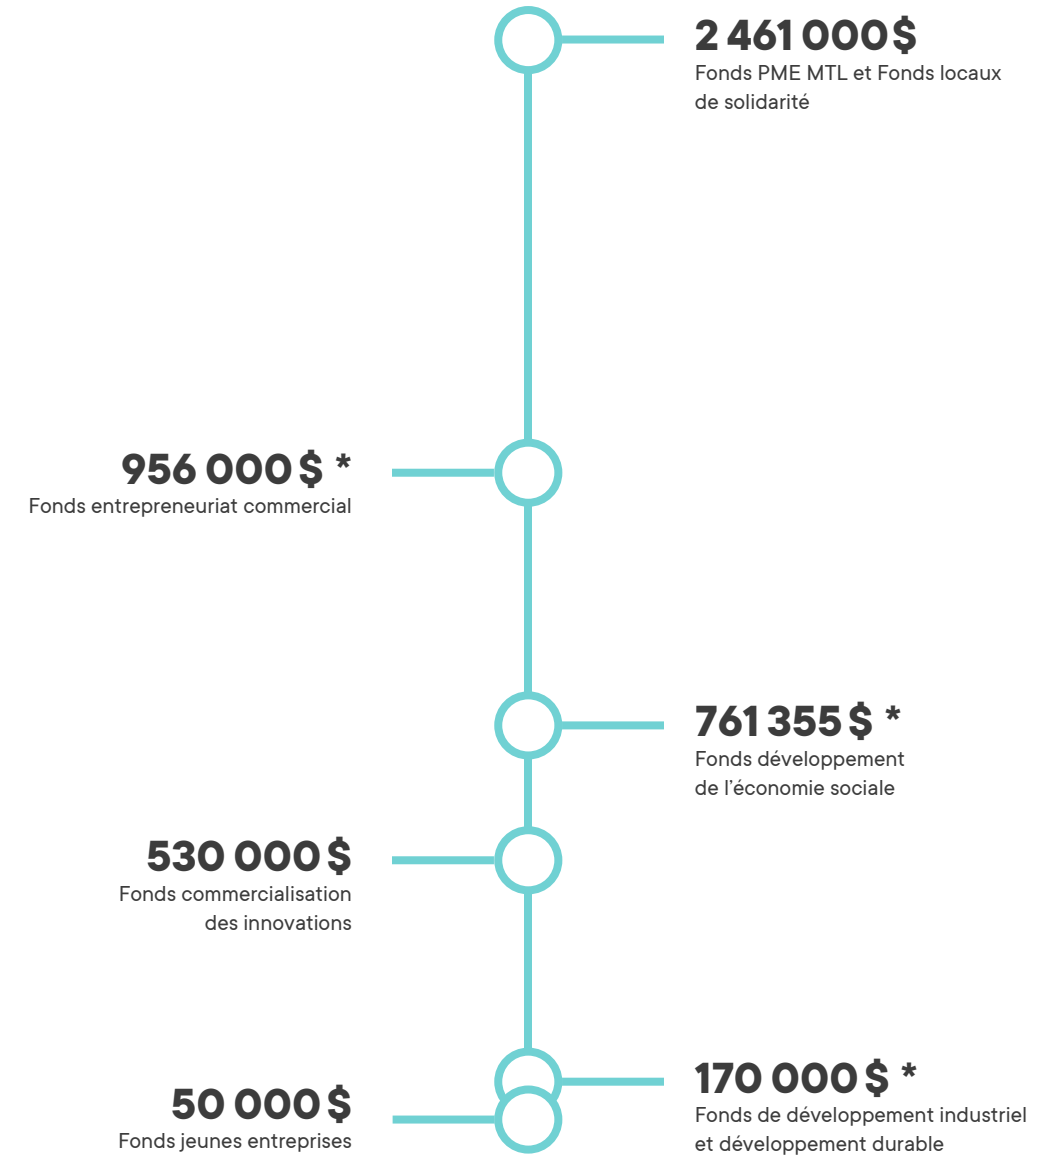 2 461 000 $
Fonds PME MTL et Fonds locaux
de solidarité
956 000 $ *
Fonds entrepreneuriat commercial
761 355 $ *
Fonds développement
de l’économie sociale
530 000 $
Fonds commercialisation
des innovations
170 000 $ *
Fonds de développement industriel
et développement durable
50 000 $
Fonds jeunes entreprises